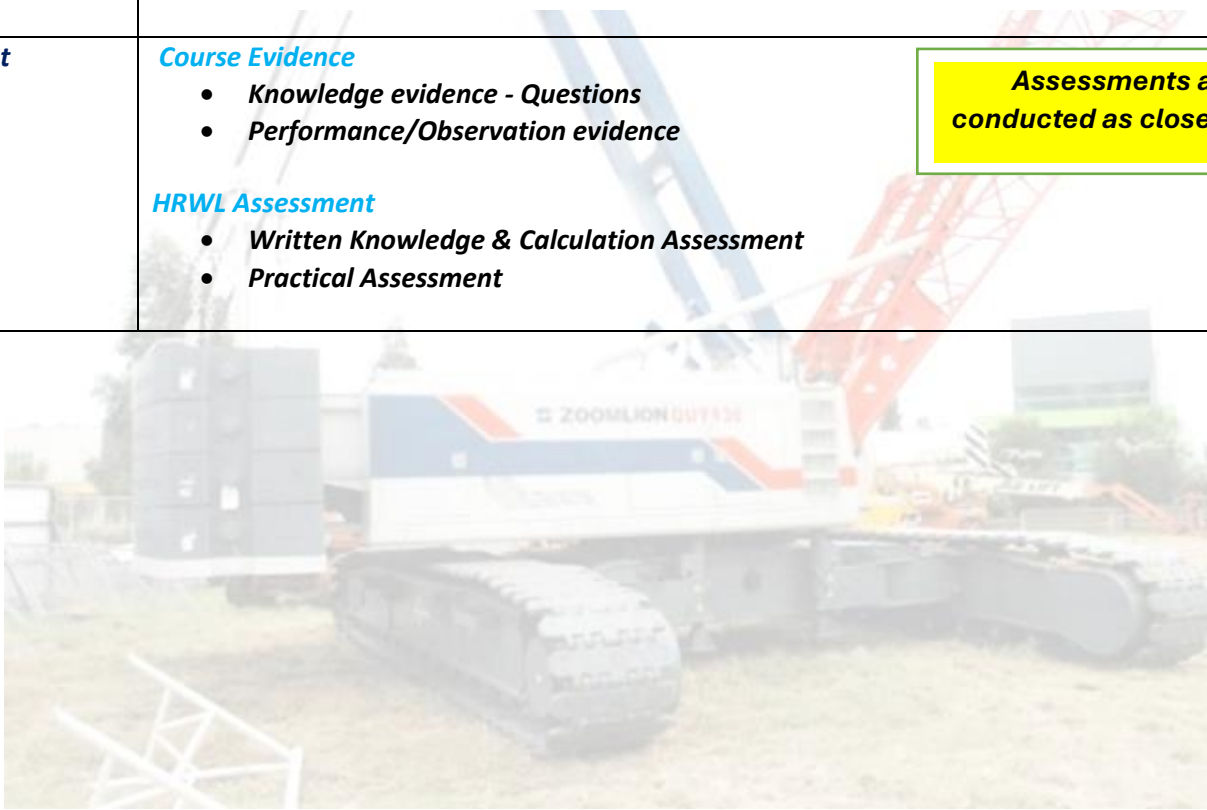 t
Course Evidence
• Knowledge evidence - Questions
• Performance/Observation evidence
Assessments a
conducted as close
HRWL Assessment
• Written Knowledge & Calculation Assessment
• Practical Assessment
ZOOMLION